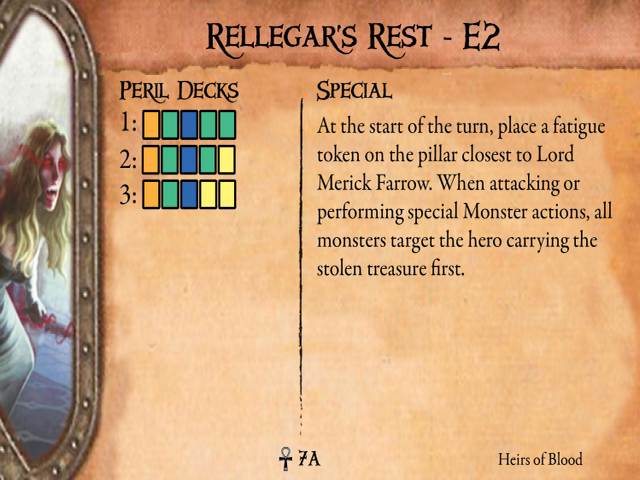 Rellegar's Rest - E2
Peril Decks
1:
2:
3:
Special
At the start of the turn, place a fatigue
token on the pillar closest to Lord
Merick Farrow. When attacking or
performing special Monster actions, all
monsters target the hero carrying the
stolen treasure first.
7A
Heirs of Blood